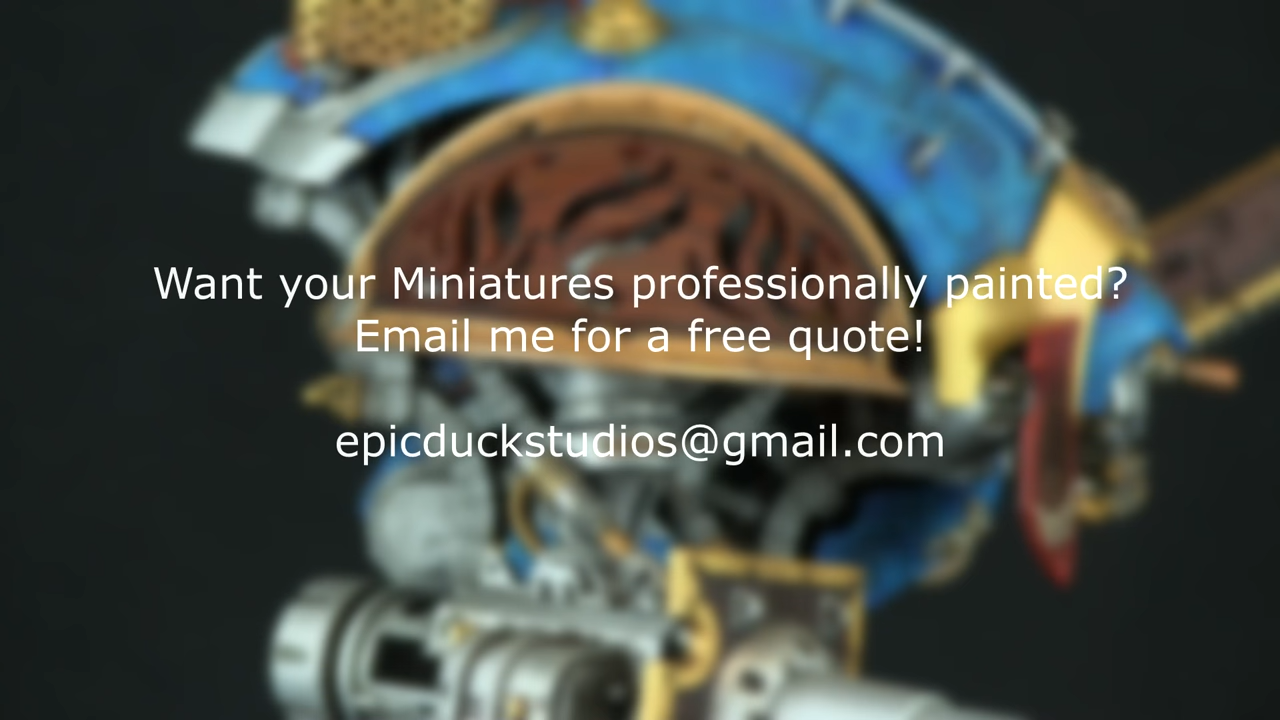 Want your Miniatures professionally painted?
Email me for a free quote!
epicduckstudios@gmail.com